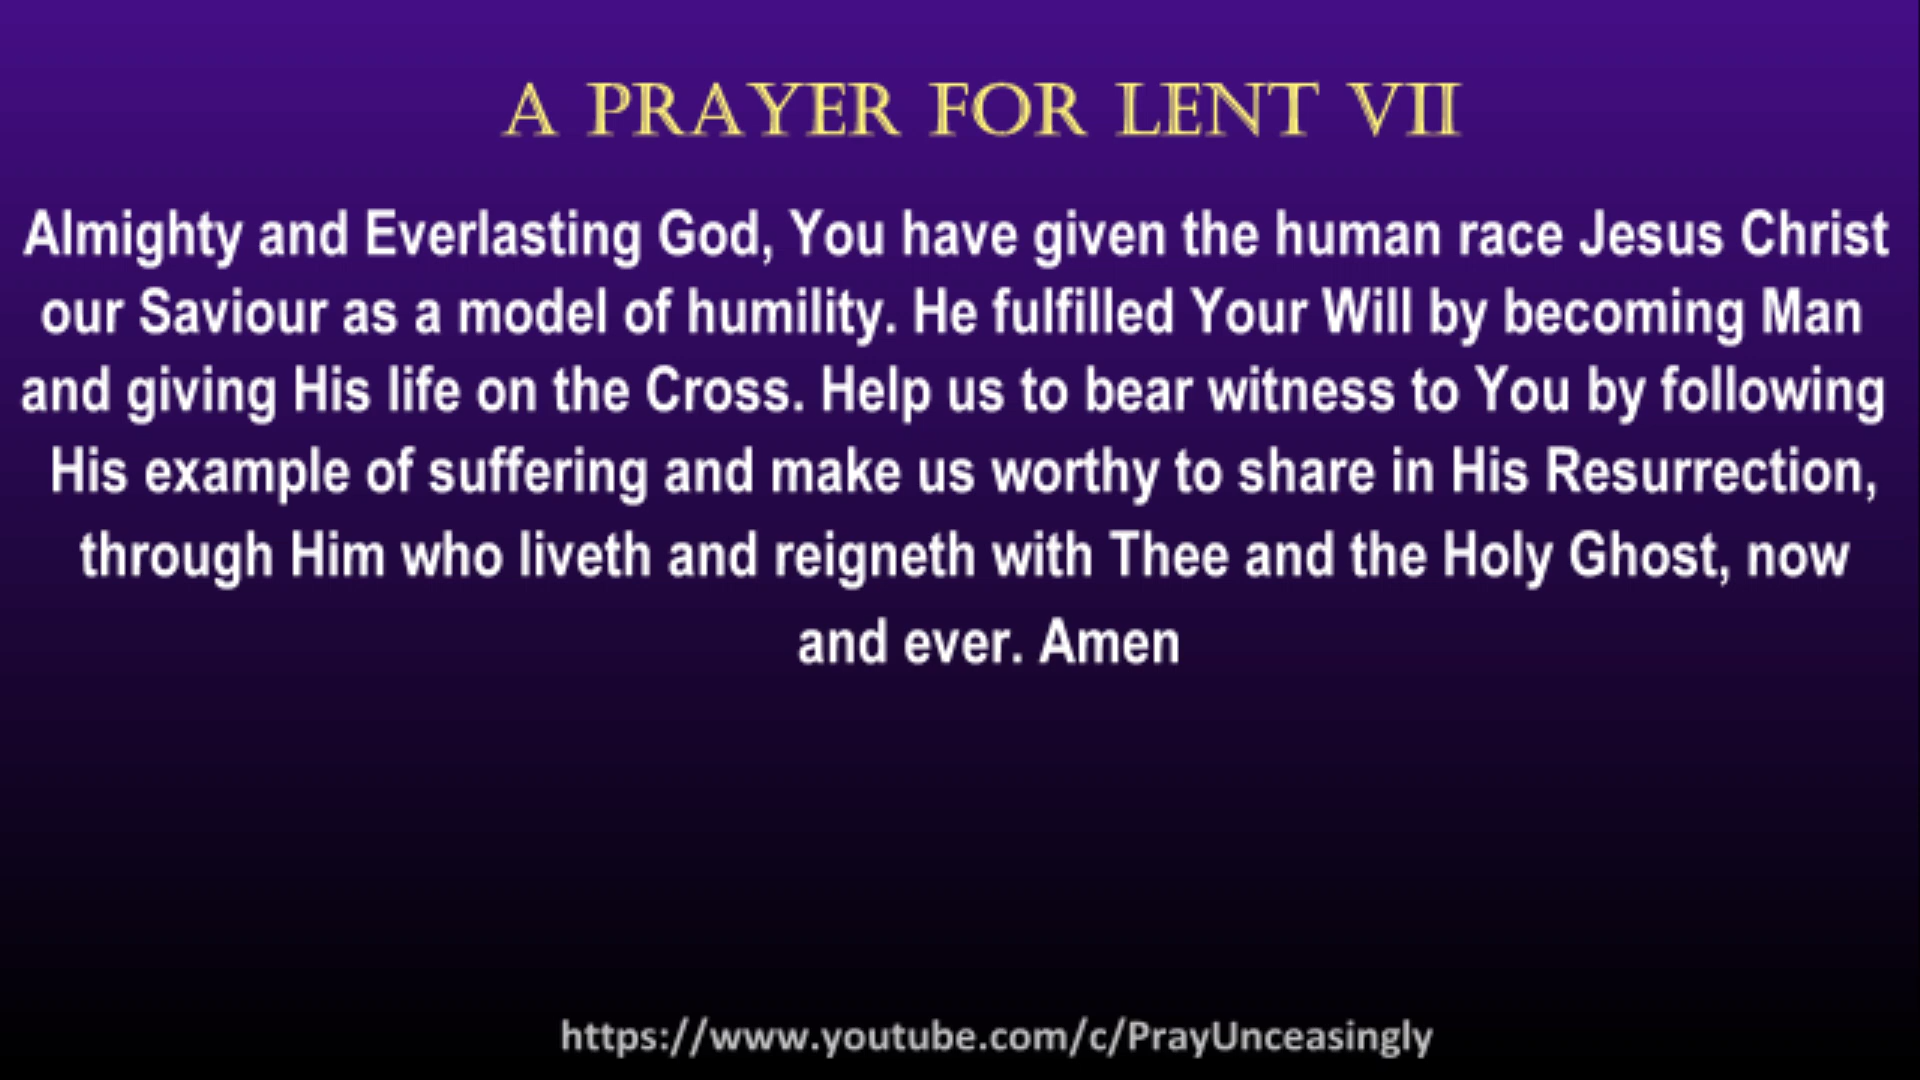 A PRAYER FOR LENT VII
Almighty and Everlasting God, You have given the human race Jesus Christ
our Saviour as a model of humility. He fulfilled Your Will by becoming Man
and giving His life on the Cross. Help us to bear witness to You by following
His example of suffering and make us worthy to share in His Resurrection,
through Him who liveth and reigneth with Thee and the Holy Ghost, now
and ever. Amen
https://www.youtube.com/c/PrayUnceasingly